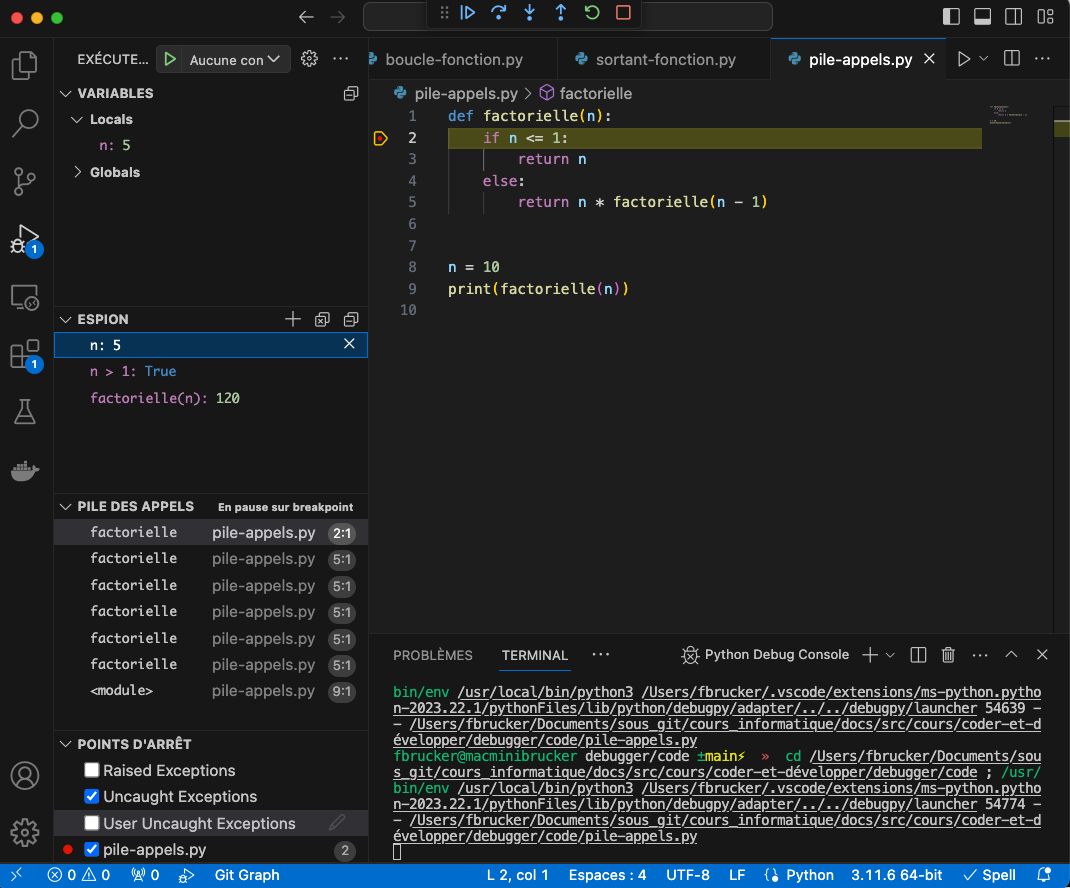 EXÉCUTE... Aucune con
VARIABLES
Locals
n: 5
Globals
ESPION
n: 5
n > 1: True
factorielle(n): 120
PILE DES APPELS En pause sur breakpoint
factorielle pile-appels.py 2:1
factorielle pile-appels.py 5:1
factorielle pile-appels.py 5:1
factorielle pile-appels.py 5:1
factorielle pile-appels.py 5:1
factorielle pile-appels.py 5:1
<module> pile-appels.py 9:1
POINTS D'ARRÊT
Raised Exceptions
Uncaught Exceptions
User Uncaught Exceptions
pile-appels.py 2
1
1
boucle-fonction.py sortant-fonction.py pile-appels.py
pile-appels.py > factorielle
1 def factorielle(n):
2 if n <= 1:
3 return n
4 else:
5 return n * factorielle(n - 1)
6
7
8 n = 10
9 print(factorielle(n))
10
PROBLÈMES TERMINAL ... Python Debug Console
bin/env /usr/local/bin/python3 /Users/fbrucker/.vscode/extensions/ms-python.pytho
n-2023.22.1/pythonFiles/lib/python/debugpy/adapter/../../debugpy/launcher 54639 -
- /Users/fbrucker/Documents/sous_git/cours_informatique/docs/src/cours/coder-et-d
évelopper/debugger/code/pile-appels.py
fbrucker@macminibrucker debugger/code ±main⚡ » cd /Users/fbrucker/Documents/sou
s_git/cours_informatique/docs/src/cours/coder-et-développer/debugger/code ; /usr/
bin/env /usr/local/bin/python3 /Users/fbrucker/.vscode/extensions/ms-python.pytho
n-2023.22.1/pythonFiles/lib/python/debugpy/adapter/../../debugpy/launcher 54774 -
- /Users/fbrucker/Documents/sous_git/cours_informatique/docs/src/cours/coder-et-d
évelopper/debugger/code/pile-appels.py
0 0 0 Git Graph L 2, col 1 Espaces : 4 UTF-8 LF Python 3.11.6 64-bit Spell